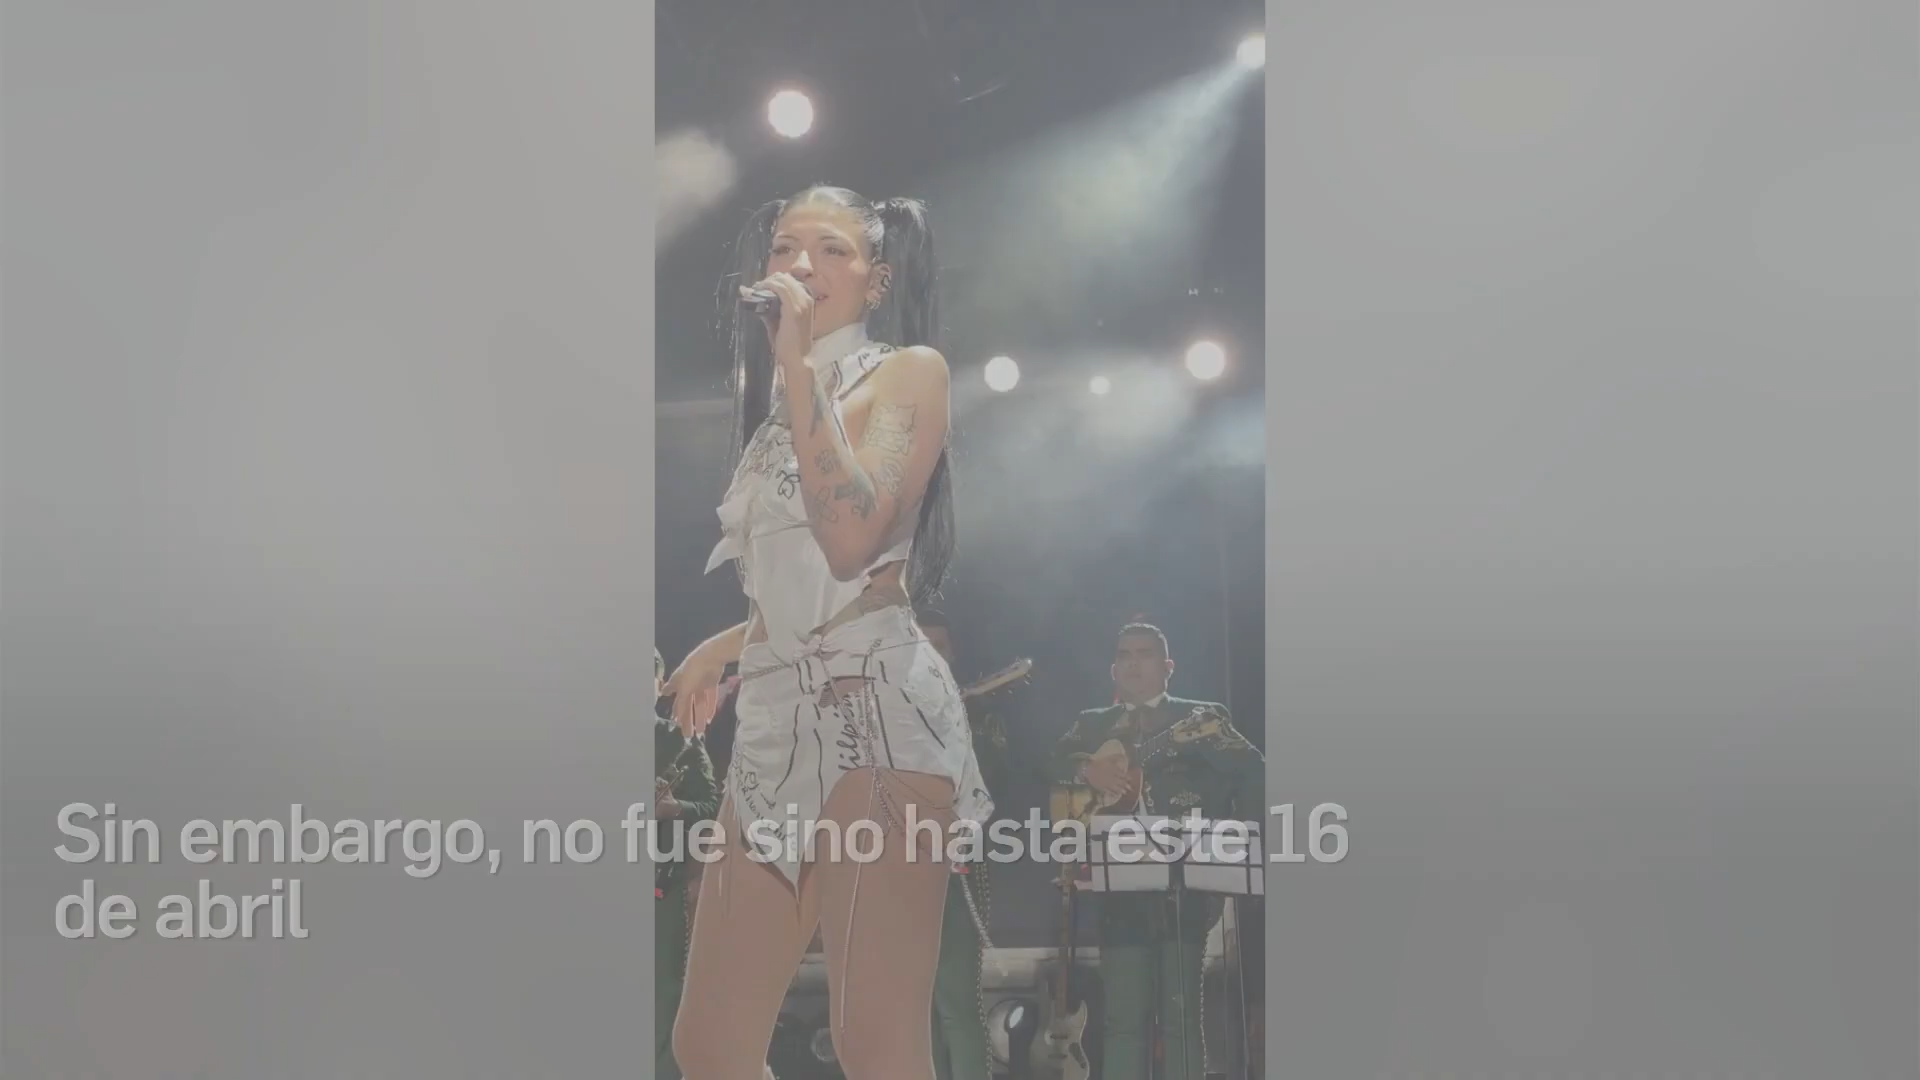 Sin embargo, no fue sino hasta este 16
de abril